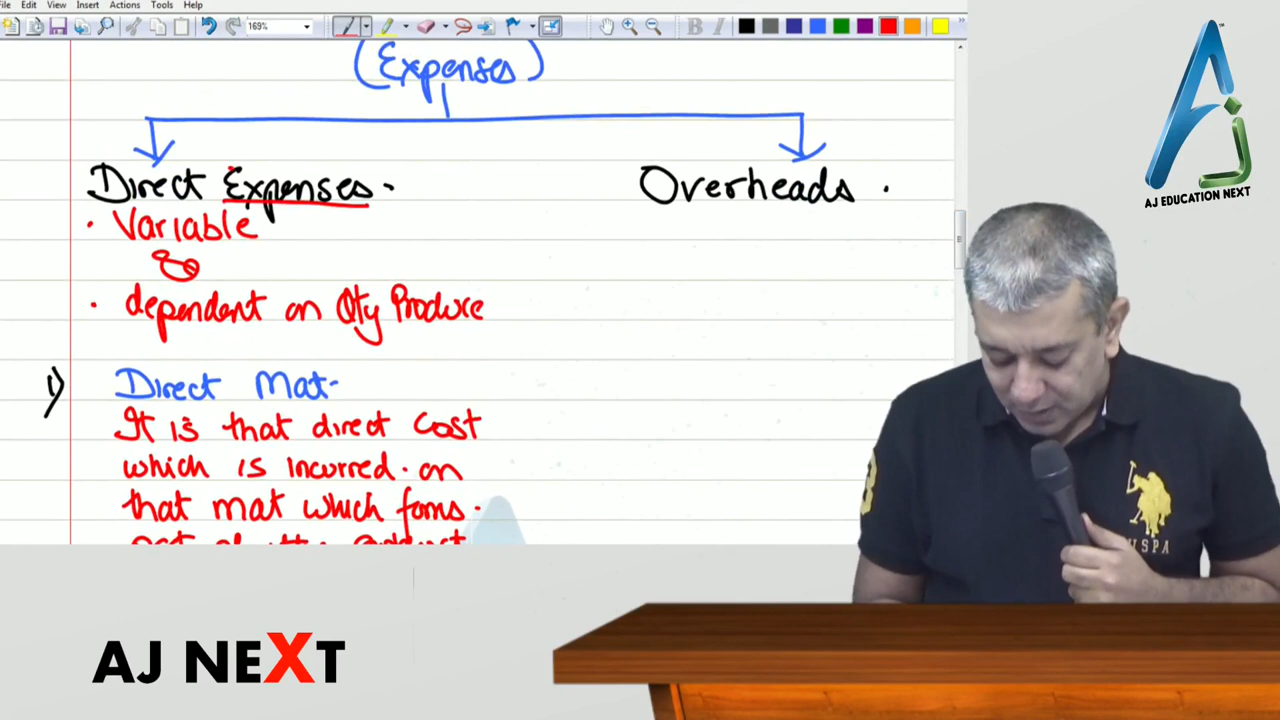 File Edit View Insert Actions Tools Help
169%
(Expenses)
Direct Expenses. Overheads.
• Variable
&
• dependent on Qty Produce
1) Direct Mat-
It is that direct cost
which is incurred. on
that mat which foms.
AJ EDUCATION NEXT
3
USPA
AJ NEXT